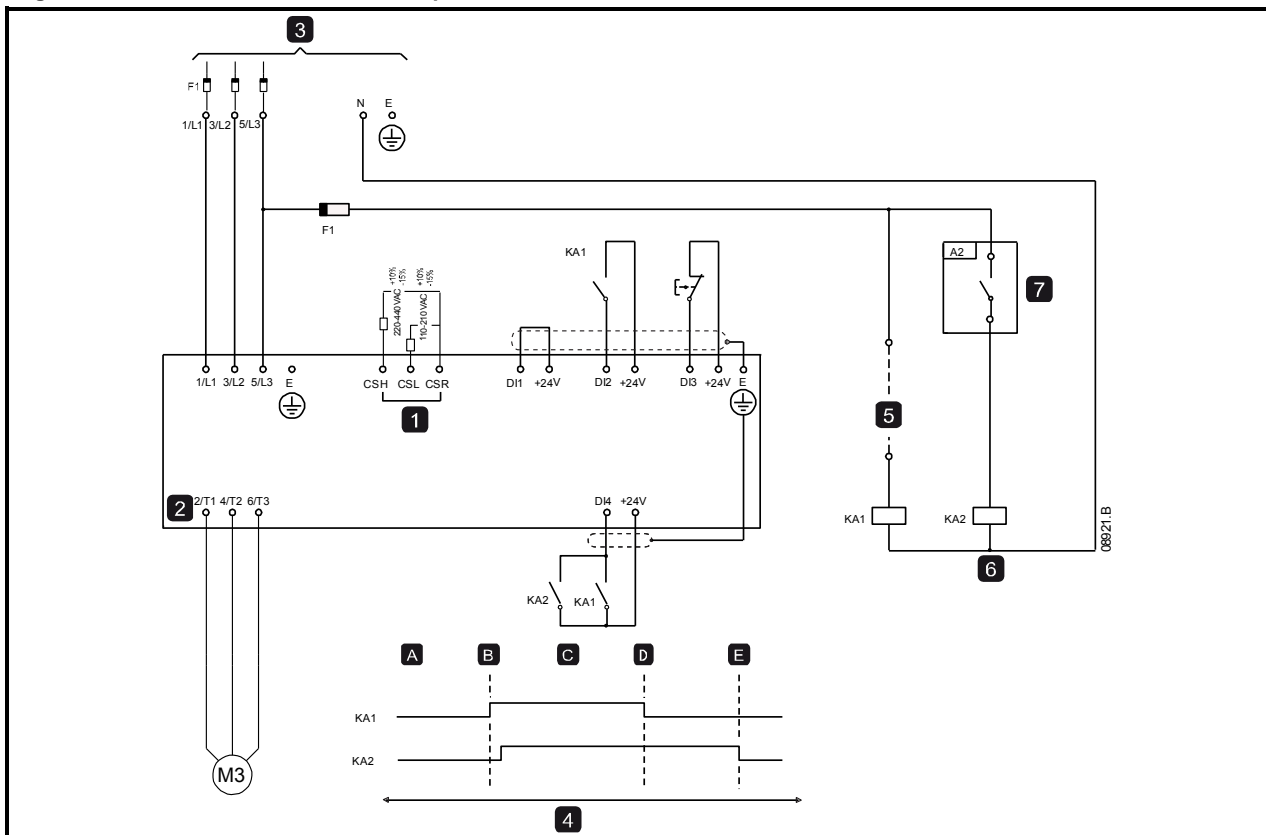 3
F1
N E
1/L1 3/L2 5/L3
F1
KA1
A2
7
220-440 VAC +10% -15%
110-210 VAC +10% -15%
1/L1 3/L2 5/L3 E
CSH CSL CSR
DI1 +24V DI2 +24V DI3 +24V E
1
5
2
2/T1 4/T2 6/T3
DI4 +24V
KA1
KA2
08921.B
6
KA2 KA1
A B C D E
KA1
KA2
M3
4